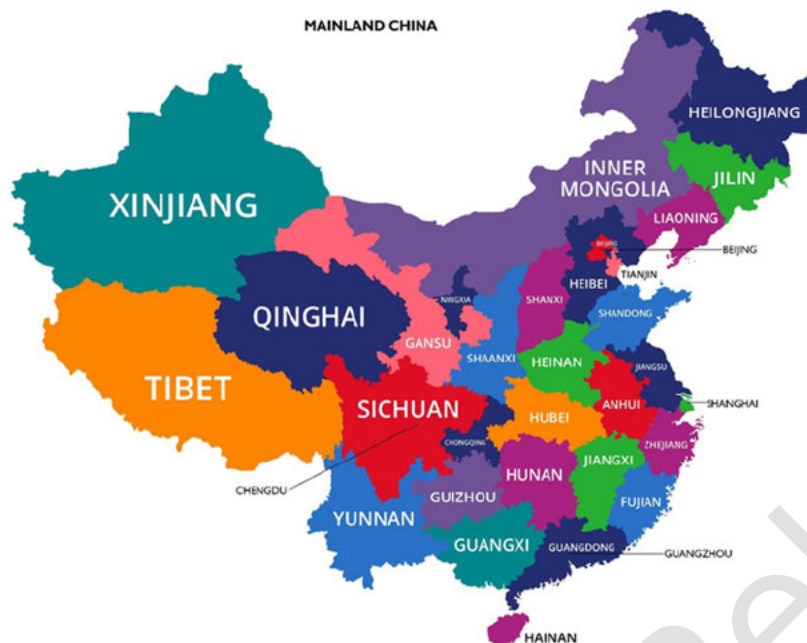 MAINLAND CHINA
HEILONGJIANG
INNER
MONGOLIA
JILIN
XINJIANG
LIAONING
BEIJING
BEIJING
TIANJIN
HEIBEI
NINGXIA
SHANXI
QINGHAI
SHANDONG
GANSU
SHAANXI
HEINAN
JIANGSU
TIBET
SICHUAN
HUBEI
ANHUI
SHANGHAI
CHONGQING
ZHEJIANG
JIANGXI
HUNAN
CHENGDU
GUIZHOU
FUJIAN
YUNNAN
GUANGXI
GUANGDONG
GUANGZHOU
HAINAN